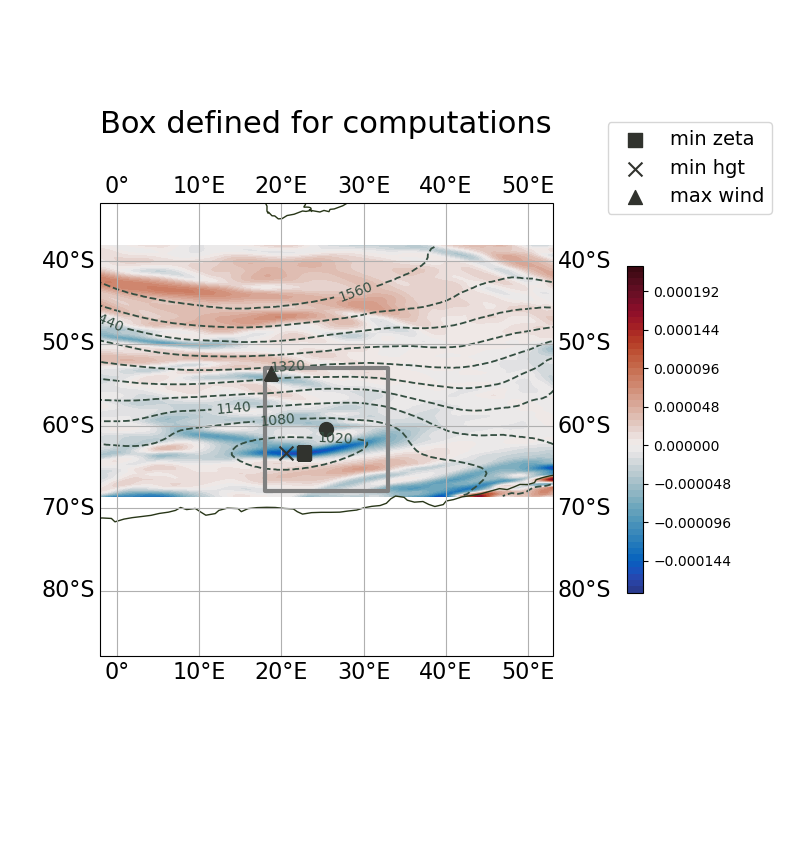 Box defined for computations
min zeta
min hgt
max wind
0° 10°E 20°E 30°E 40°E 50°E
40°S 40°S
1560
440
50°S 50°S
1320
1140
1080
60°S 60°S
1020
70°S 70°S
80°S 80°S
0° 10°E 20°E 30°E 40°E 50°E
0.000192
0.000144
0.000096
0.000048
0.000000
−0.000048
−0.000096
−0.000144